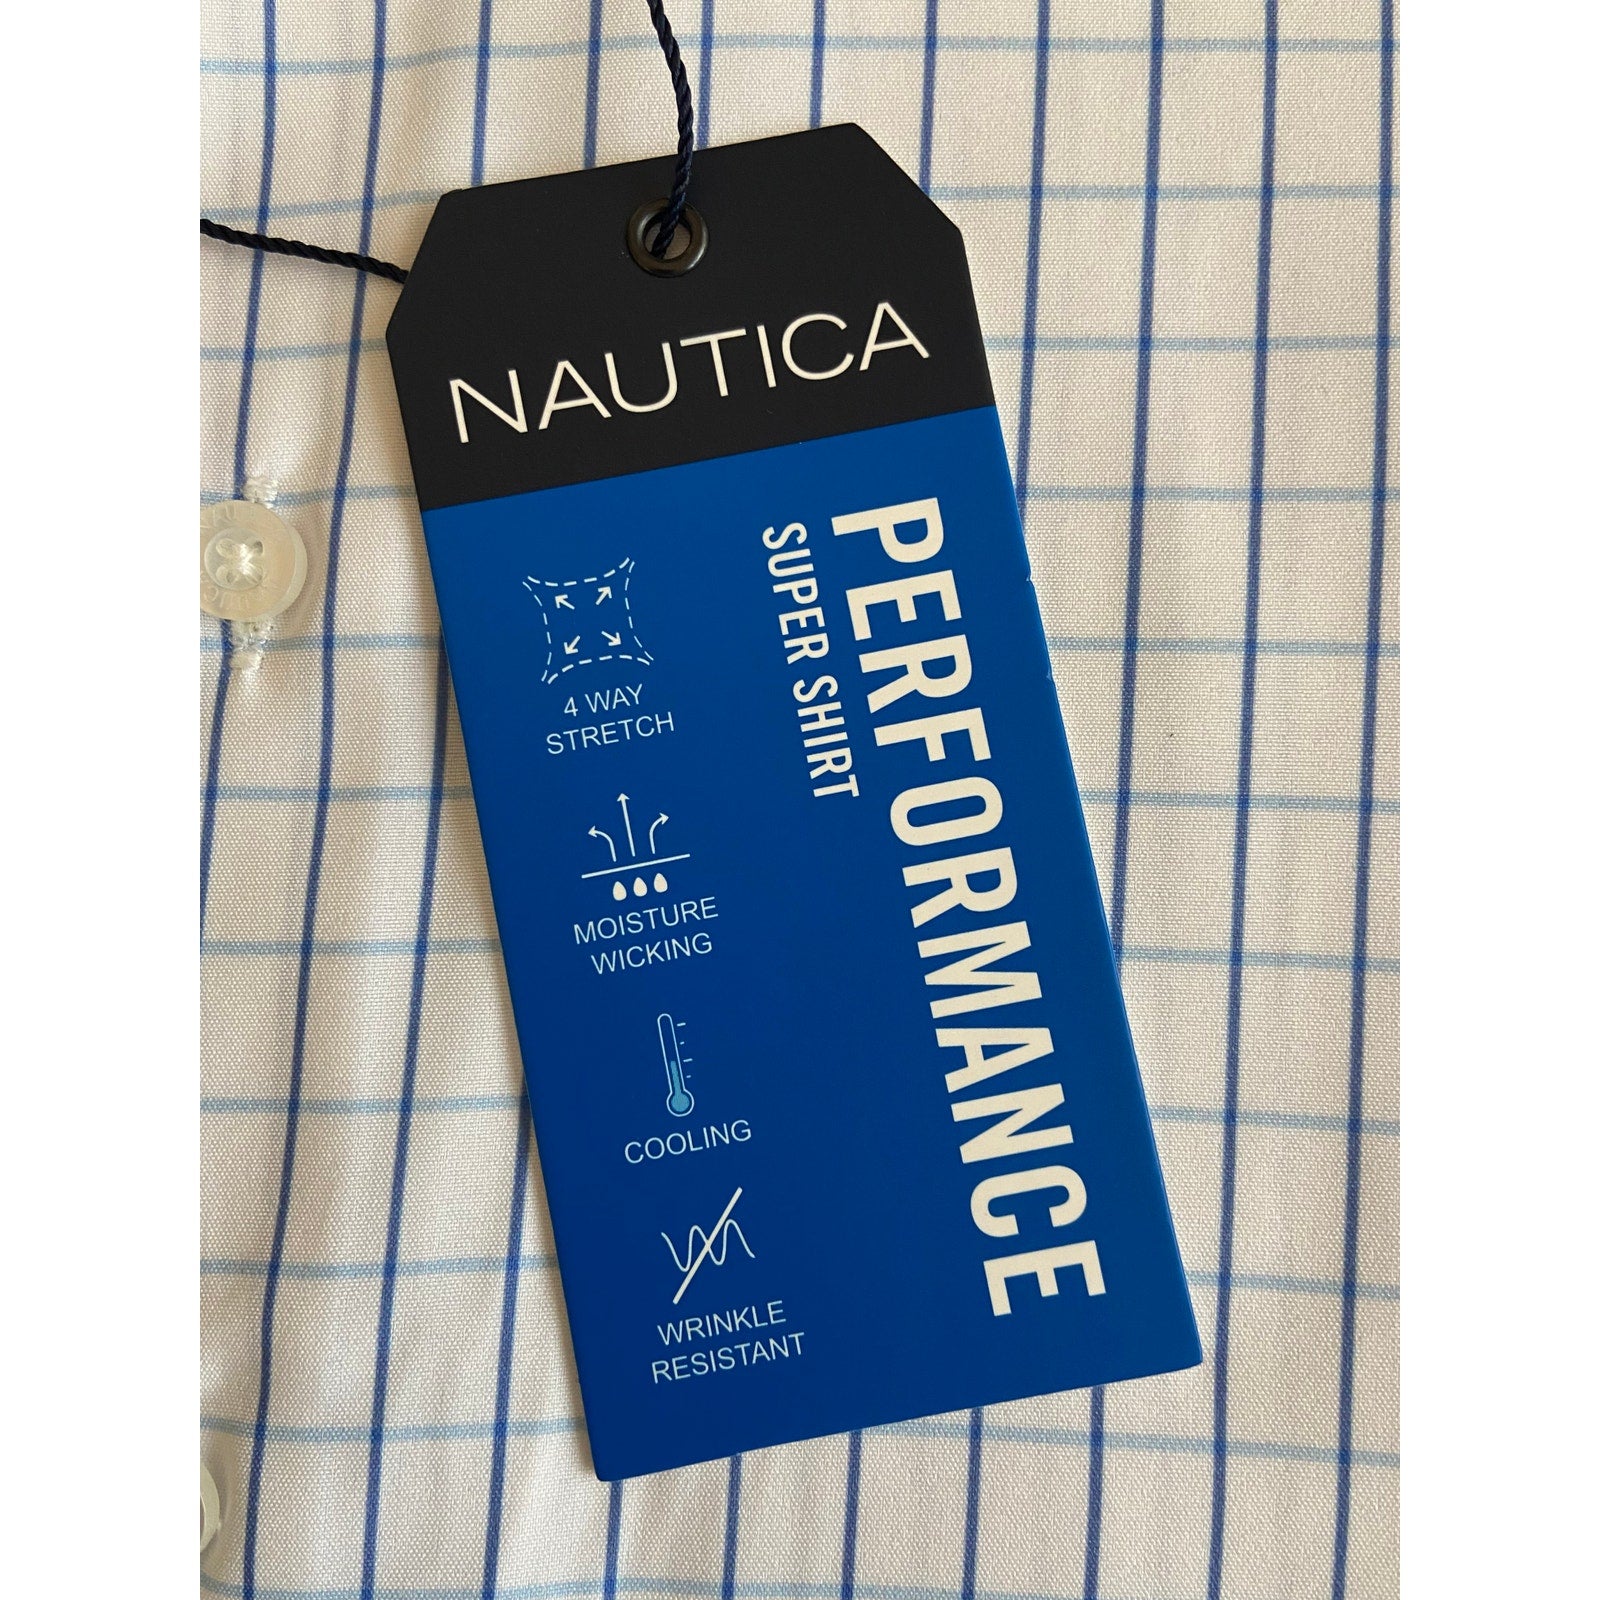 NAUTICA
PERFORMANCE
SUPER SHIRT
4 WAY
STRETCH
MOISTURE
WICKING
COOLING
WRINKLE
RESISTANT